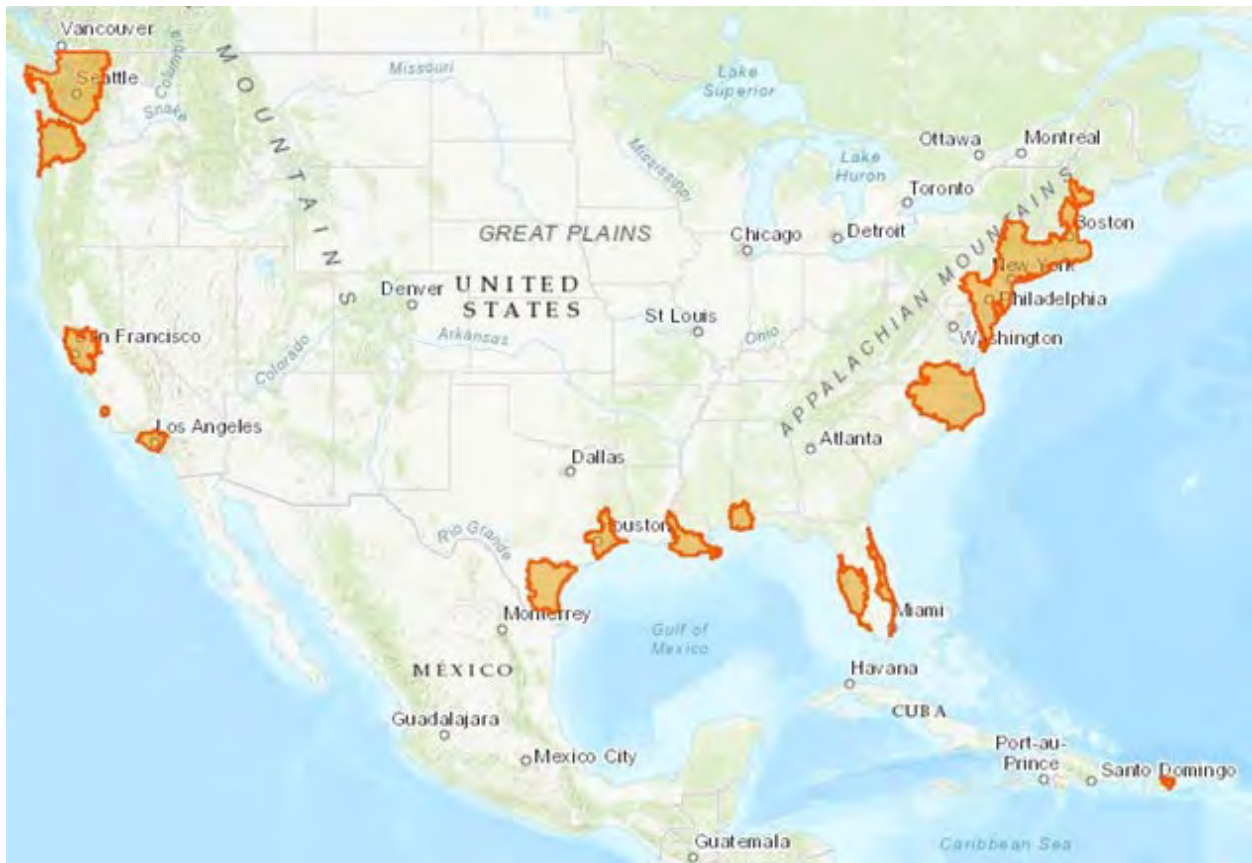 Vancouver
Seattle
Columbia
Snake
MOUNTAINS
Missouri
Lake
Superior
Mississippi
Ottawa
Montreal
Lake
Huron
Toronto
Boston
GREAT PLAINS
Chicago
Detroit
New York
Philadelphia
Washington
APPALACHIAN MOUNTAINS
Denver
UNITED
STATES
St Louis
Ohio
San Francisco
Colorado
Arkansas
Los Angeles
Dallas
Atlanta
Houston
Rio Grande
Monterrey
Miami
Gulf of
Mexico
MÉXICO
Havana
CUBA
Guadalajara
Mexico City
Port-au-
Prince
Santo Domingo
Guatemala
Caribbean Sea